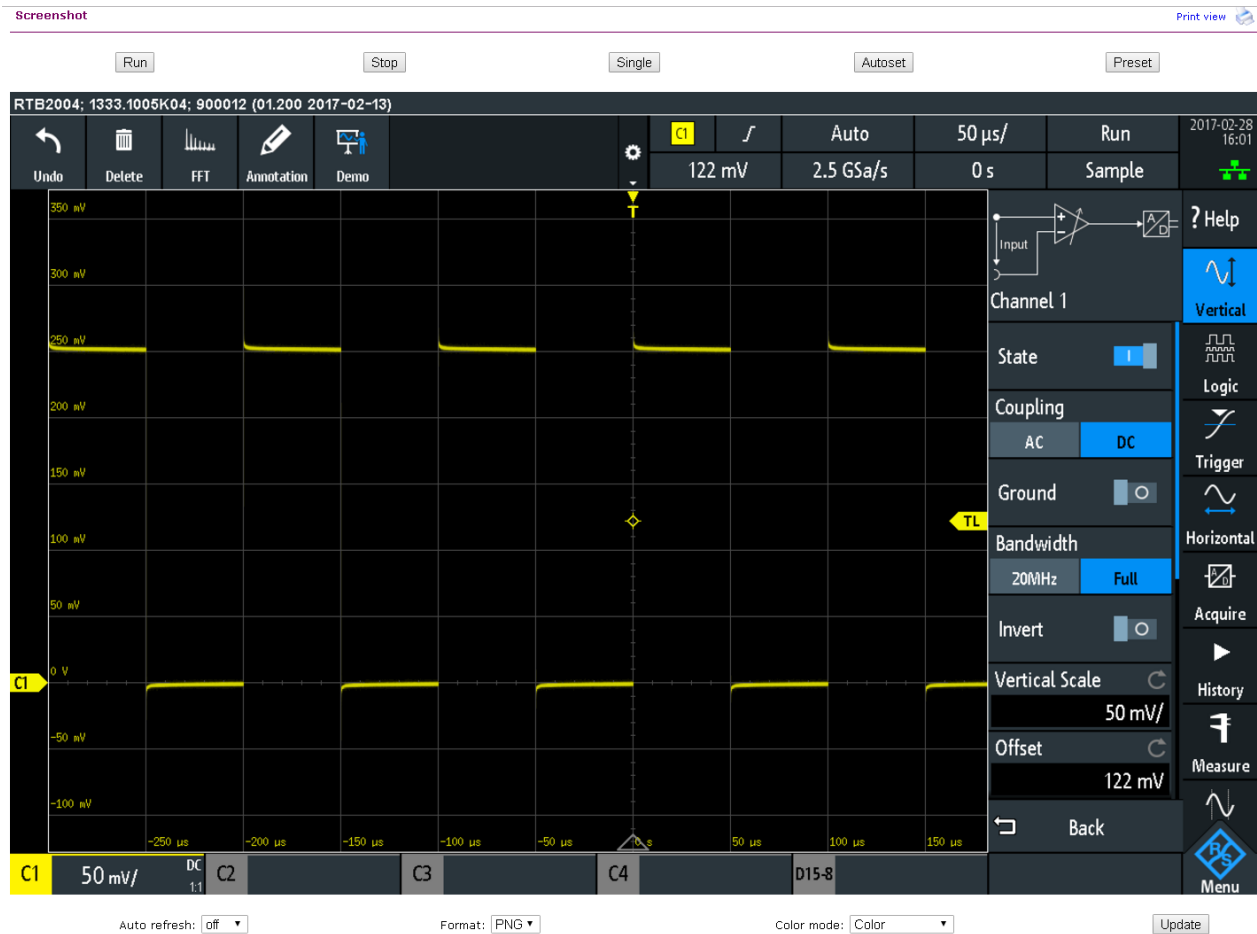 Screenshot
Print view
Run Stop Single Autoset Preset
RTB2004; 1333.1005K04; 900012 (01.200 2017-02-13)
Undo Delete FFT Annotation Demo
C1 Auto 50 µs/ Run
122 mV 2.5 GSa/s 0 s Sample
2017-02-28
16:01
T
350 mV
300 mV
250 mV
200 mV
150 mV
100 mV
50 mV
0 V
-50 mV
-100 mV
C1
TL
-250 µs -200 µs -150 µs -100 µs -50 µs 0 s 50 µs 100 µs 150 µs
Input
A
D
Channel 1
State
Coupling
AC DC
Ground
Bandwidth
20MHz Full
Invert
Vertical Scale
50 mV/
Offset
122 mV
Back
? Help
Vertical
Logic
Trigger
Horizontal
A
D
Acquire
History
Measure
R/S
Menu
C1 50 mV/ DC
1:1
C2 C3 C4 D15-8
Auto refresh: off Format: PNG Color mode: Color Update